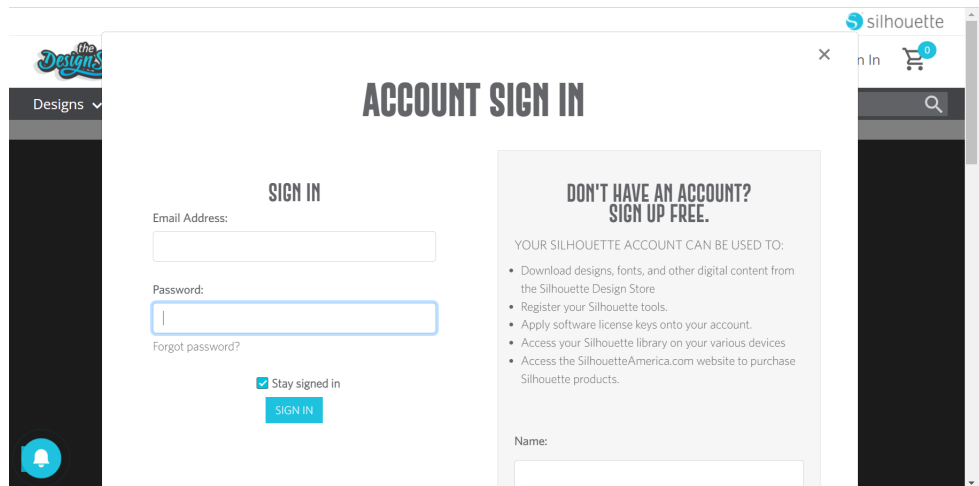 silhouette
the
Design S
n In
0
Designs
ACCOUNT SIGN IN
SIGN IN
Email Address:
Password:
Forgot password?
Stay signed in
SIGN IN
DON'T HAVE AN ACCOUNT?
SIGN UP FREE.
YOUR SILHOUETTE ACCOUNT CAN BE USED TO:
• Download designs, fonts, and other digital content from
the Silhouette Design Store
• Register your Silhouette tools.
• Apply software license keys onto your account.
• Access your Silhouette library on your various devices
• Access the SilhouetteAmerica.com website to purchase
Silhouette products.
Name: